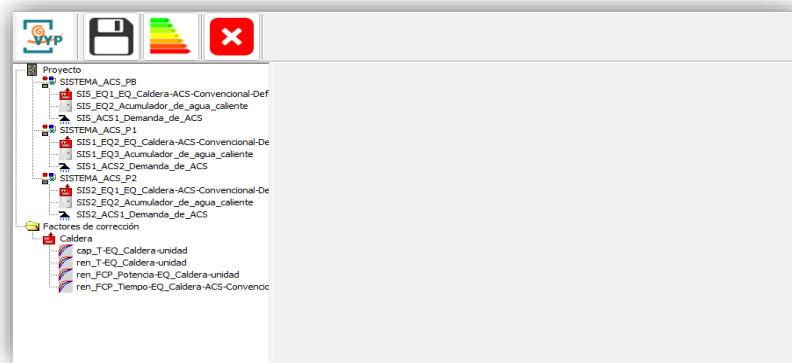 VYP
Proyecto
SISTEMA_ACS_PB
SIS_EQ1_EQ_Caldera-ACS-Convencional-Def
SIS_EQ2_Acumulador_de_agua_caliente
SIS_ACS1_Demanda_de_ACS
SISTEMA_ACS_P1
SIS1_EQ2_EQ_Caldera-ACS-Convencional-De
SIS1_EQ3_Acumulador_de_agua_caliente
SIS1_ACS2_Demanda_de_ACS
SISTEMA_ACS_P2
SIS2_EQ1_EQ_Caldera-ACS-Convencional-De
SIS2_EQ2_Acumulador_de_agua_caliente
SIS2_ACS1_Demanda_de_ACS
Factores de corrección
Caldera
cap_T-EQ_Caldera-unidad
ren_T-EQ_Caldera-unidad
ren_FCP_Potencia-EQ_Caldera-unidad
ren_FCP_Tiempo-EQ_Caldera-ACS-Convencio